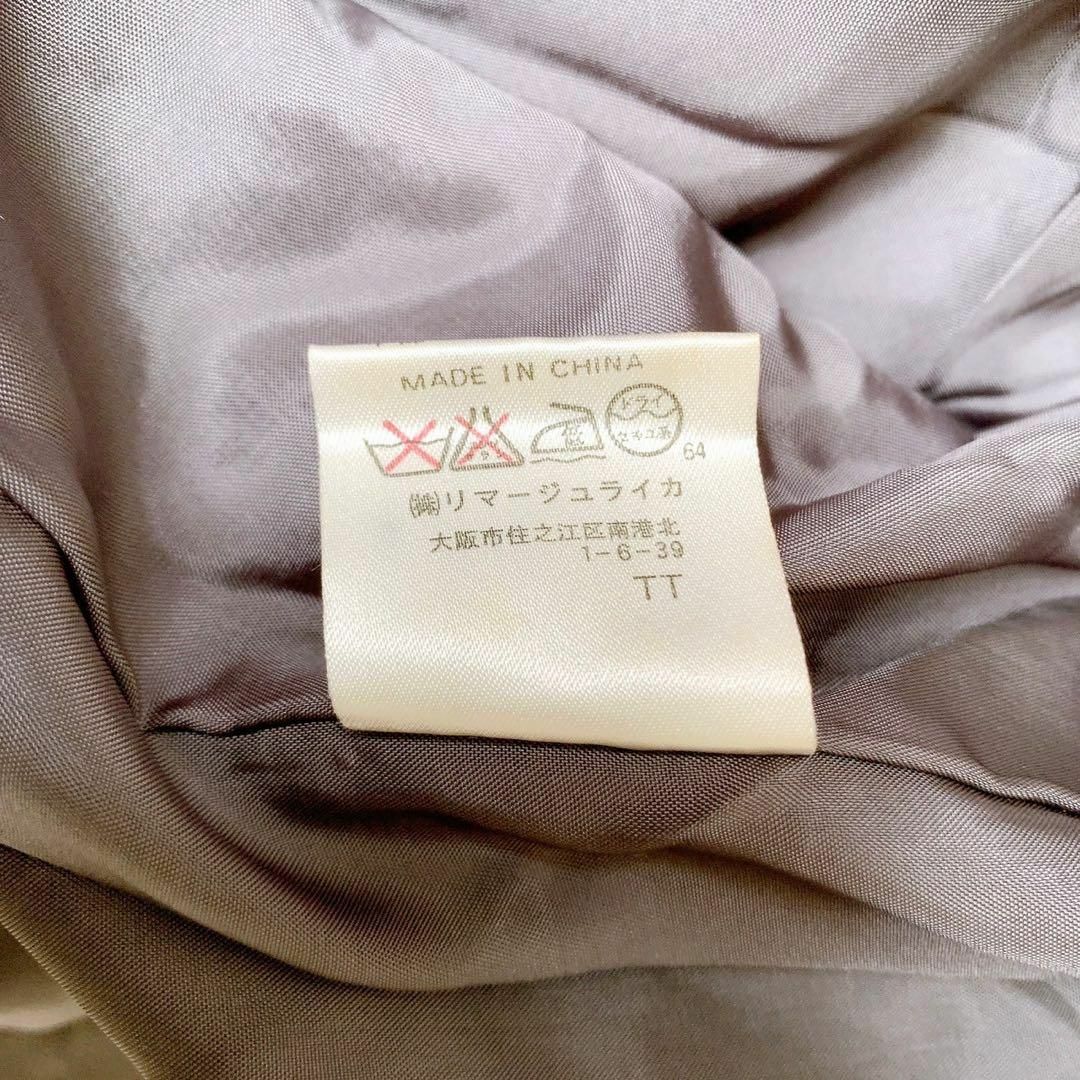 MADE IN CHINA
ドライ
セキユ系
64
㈱リマージュライカ
大阪市住之江区南港北
1-6-39
TT